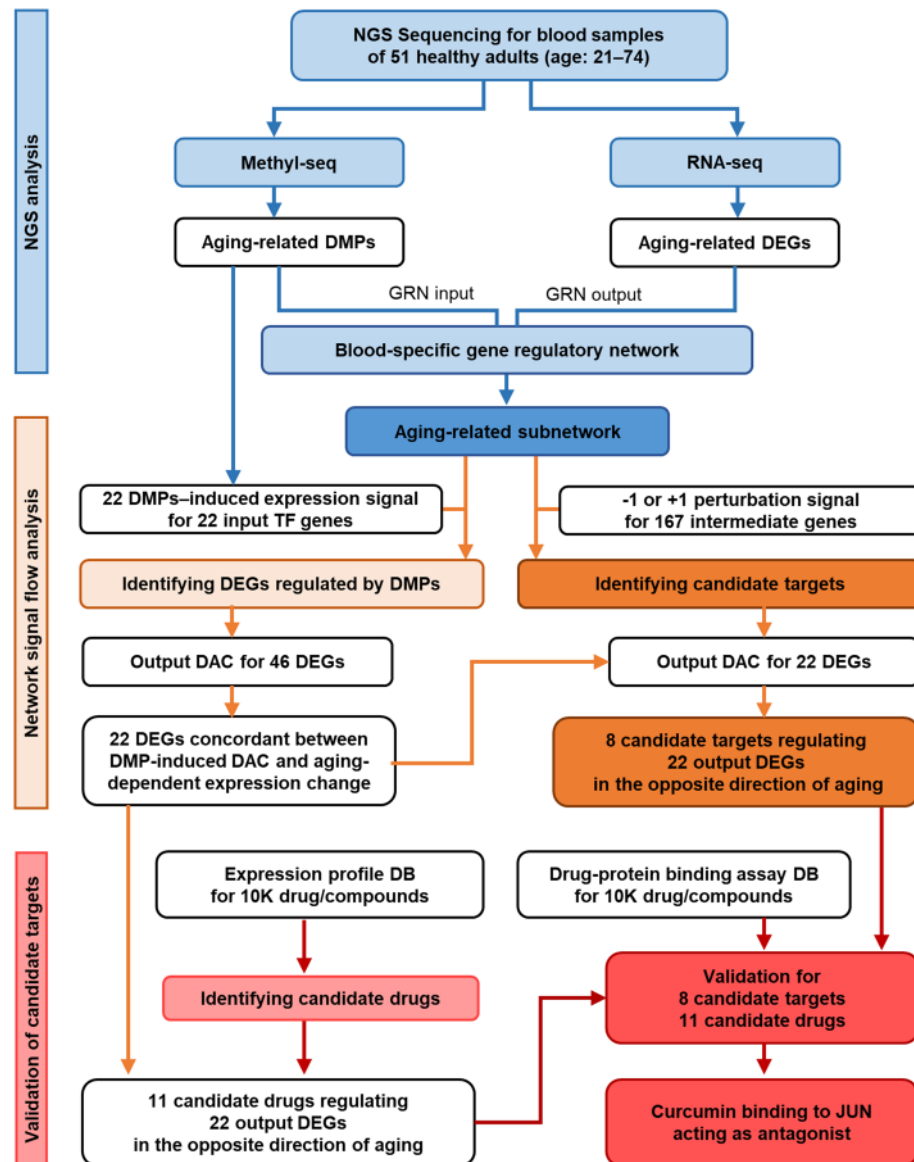 NGS analysis
NGS Sequencing for blood samples
of 51 healthy adults (age: 21–74)
Methyl-seq
RNA-seq
Aging-related DMPs
Aging-related DEGs
GRN input
GRN output
Blood-specific gene regulatory network
Network signal flow analysis
Aging-related subnetwork
22 DMPs–induced expression signal
for 22 input TF genes
-1 or +1 perturbation signal
for 167 intermediate genes
Identifying DEGs regulated by DMPs
Identifying candidate targets
Output DAC for 46 DEGs
Output DAC for 22 DEGs
22 DEGs concordant between
DMP-induced DAC and aging-
dependent expression change
8 candidate targets regulating
22 output DEGs
in the opposite direction of aging
Validation of candidate targets
Expression profile DB
for 10K drug/compounds
Drug-protein binding assay DB
for 10K drug/compounds
Identifying candidate drugs
Validation for
8 candidate targets
11 candidate drugs
11 candidate drugs regulating
22 output DEGs
in the opposite direction of aging
Curcumin binding to JUN
acting as antagonist